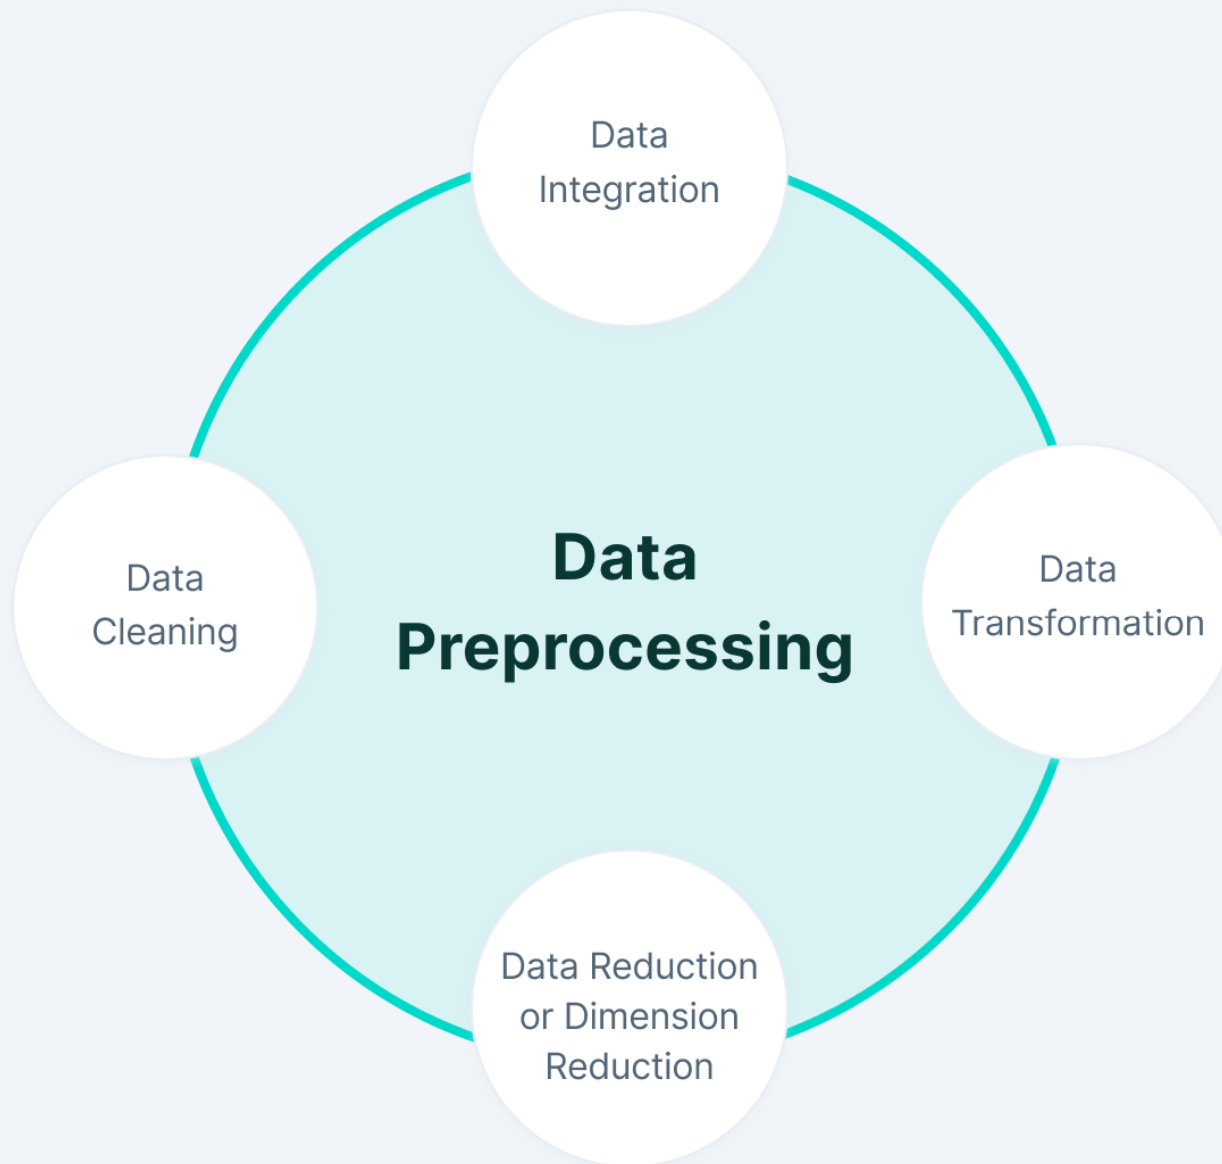 Data
Integration
Data
Cleaning
Data
Preprocessing
Data
Transformation
Data Reduction
or Dimension
Reduction